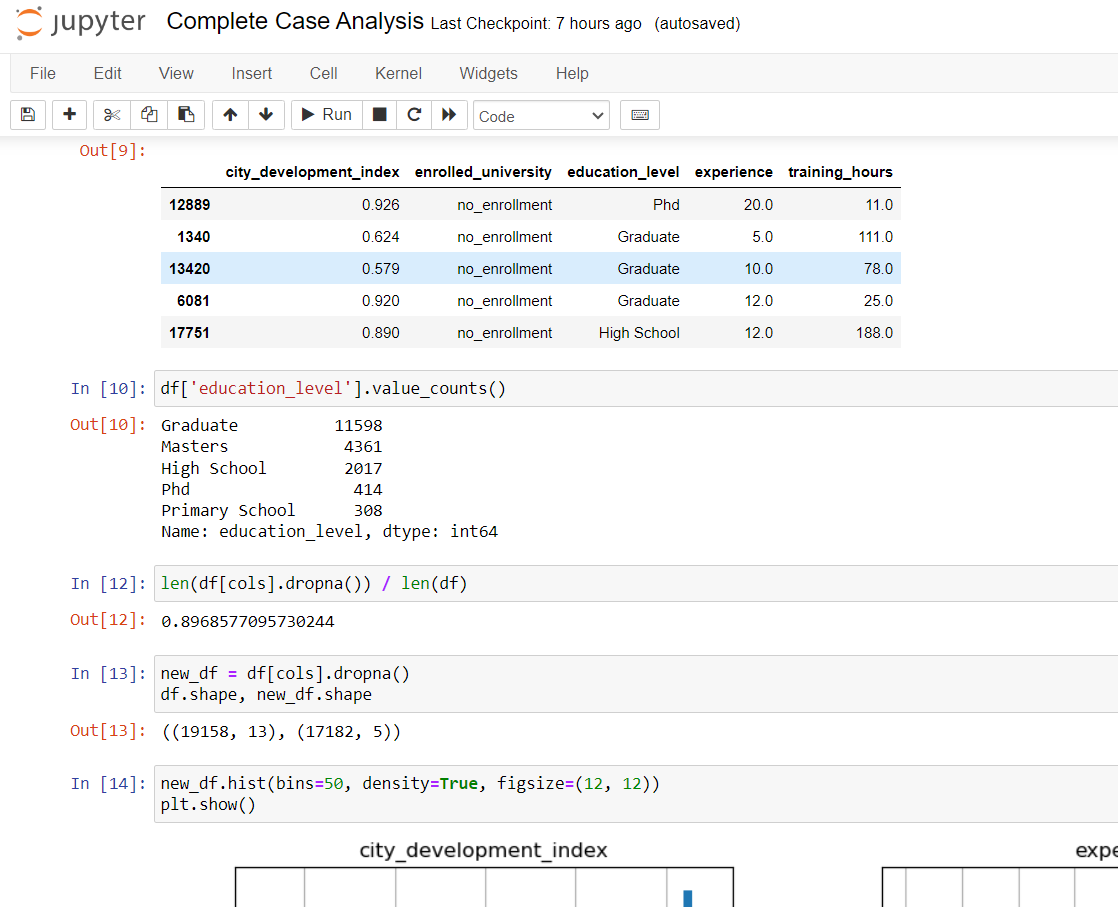 jupyter Complete Case Analysis Last Checkpoint: 7 hours ago (autosaved)
File Edit View Insert Cell Kernel Widgets Help
Run Code
Out[9]:
city_development_index enrolled_university education_level experience training_hours
12889 0.926 no_enrollment Phd 20.0 11.0
1340 0.624 no_enrollment Graduate 5.0 111.0
13420 0.579 no_enrollment Graduate 10.0 78.0
6081 0.920 no_enrollment Graduate 12.0 25.0
17751 0.890 no_enrollment High School 12.0 188.0
In [10]: df['education_level'].value_counts()
Out[10]: Graduate 11598
Masters 4361
High School 2017
Phd 414
Primary School 308
Name: education_level, dtype: int64
In [12]: len(df[cols].dropna()) / len(df)
Out[12]: 0.8968577095730244
In [13]: new_df = df[cols].dropna()
df.shape, new_df.shape
Out[13]: ((19158, 13), (17182, 5))
In [14]: new_df.hist(bins=50, density=True, figsize=(12, 12))
plt.show()
city_development_index expe